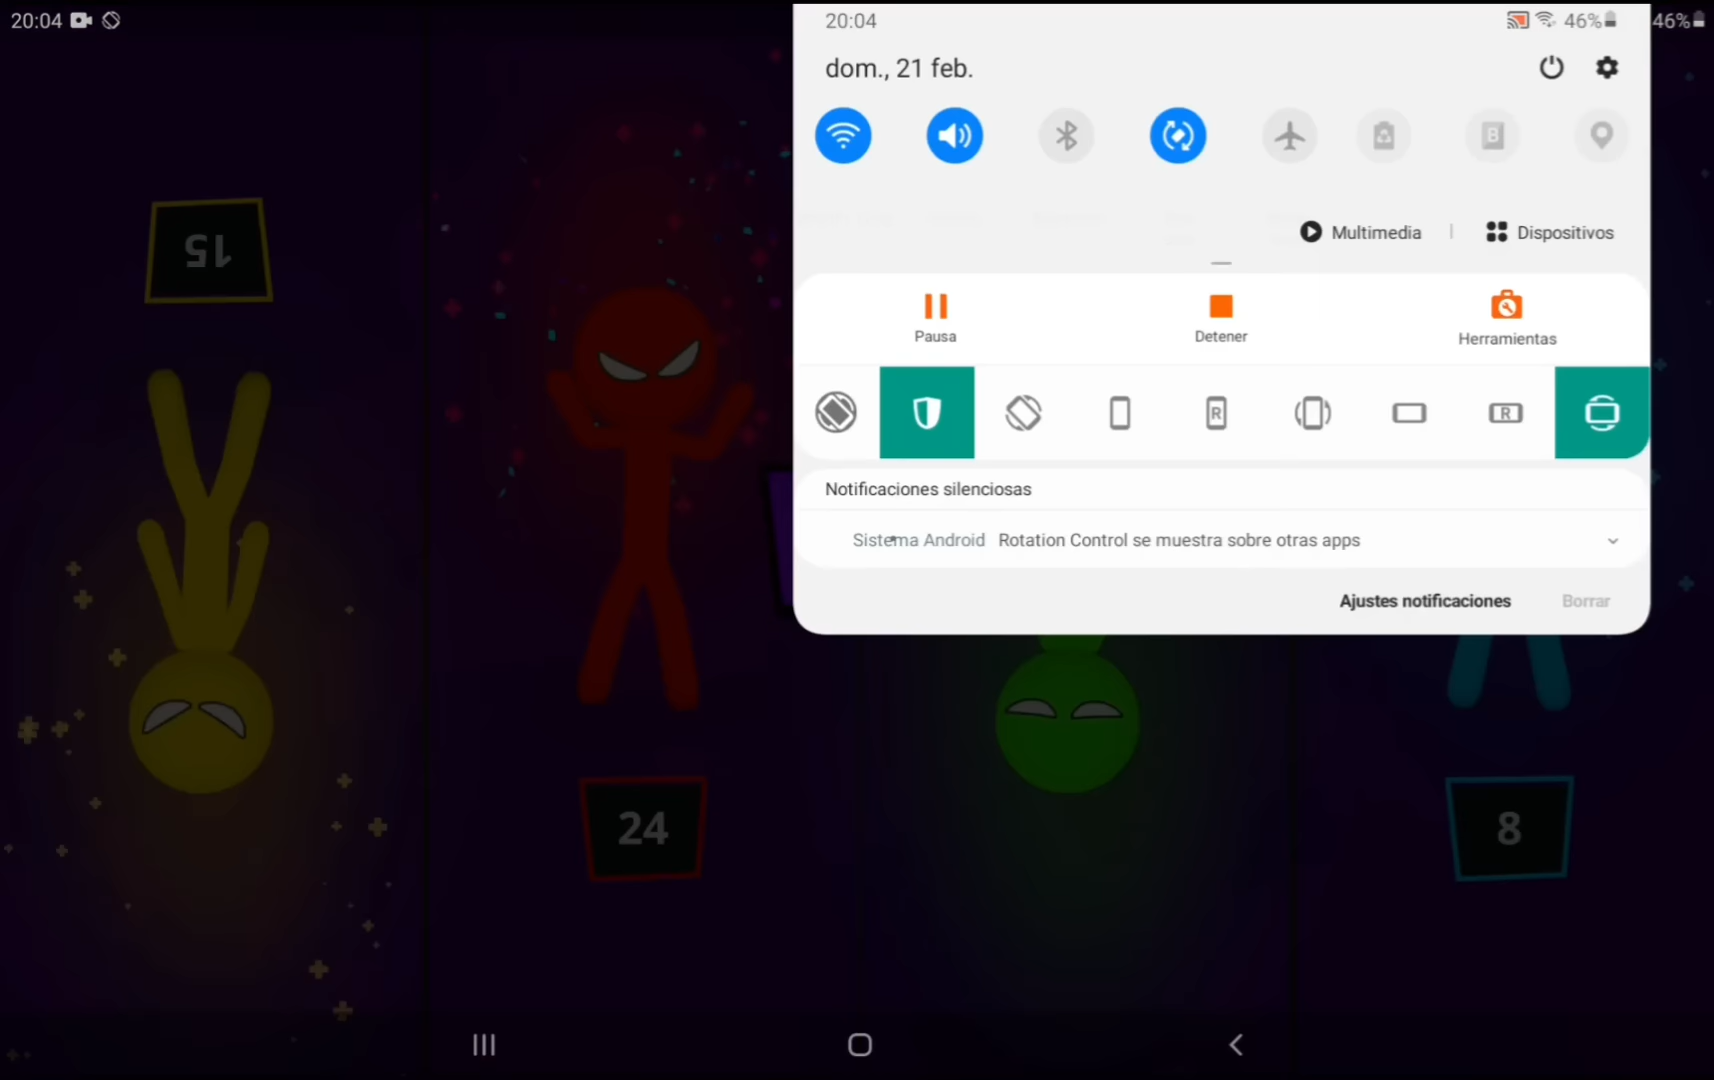 20:04
20:04
46%
46%
dom., 21 feb.
Multimedia
Dispositivos
Pausa
Detener
Herramientas
R
R
Notificaciones silenciosas
Sistema Android Rotation Control se muestra sobre otras apps
Ajustes notificaciones
Borrar
15
24
8